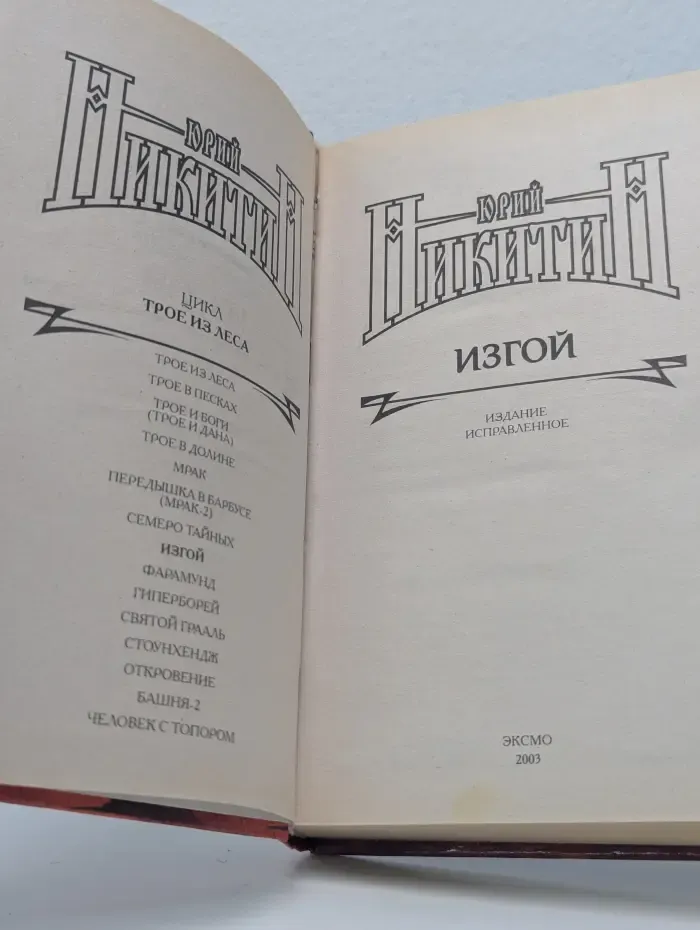 ЮРИЙ
НИКИТИН
ЦИКЛ
ТРОЕ ИЗ ЛЕСА
ТРОЕ ИЗ ЛЕСА
ТРОЕ В ПЕСКАХ
ТРОЕ И БОГИ
(ТРОЕ И ДАНА)
ТРОЕ В ДОЛИНЕ
МРАК
ПЕРЕДЫШКА В БАРБУСЕ
(МРАК-2)
СЕМЕРО ТАЙНЫХ
ИЗГОЙ
ФАРАМУНД
ГИПЕРБОРЕЙ
СВЯТОЙ ГРААЛЬ
СТОУНХЕНДЖ
ОТКРОВЕНИЕ
БАШНЯ-2
ЧЕЛОВЕК С ТОПОРОМ
ЮРИЙ
НИКИТИН
ИЗГОЙ
ИЗДАНИЕ
ИСПРАВЛЕННОЕ
ЭКСМО
2003